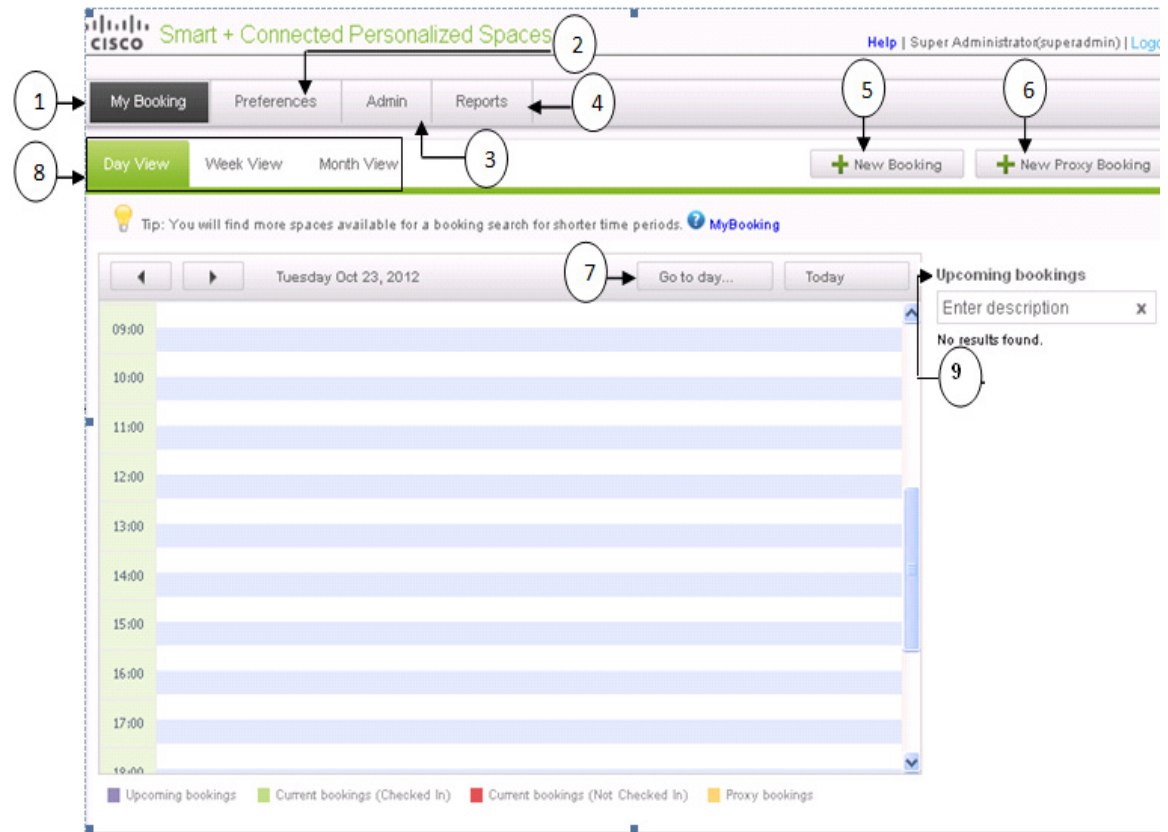 CISCO Smart + Connected Personalized Spaces
2
Help | Super Administrator(superadmin) |
1
My Booking Preferences Admin Reports
4
5
6
3
8
Day View Week View Month View
New Booking
New Proxy Booking
Tip: You will find more spaces available for a booking search for shorter time periods. ? MyBooking
Tuesday Oct 23, 2012
7
Go to day...
Today
Upcoming bookings
Enter description x
No results found.
9
.
09:00
10:00
11:00
12:00
13:00
14:00
15:00
16:00
17:00
18:00
Upcoming bookings Current bookings (Checked In) Current bookings (Not Checked In) Proxy bookings